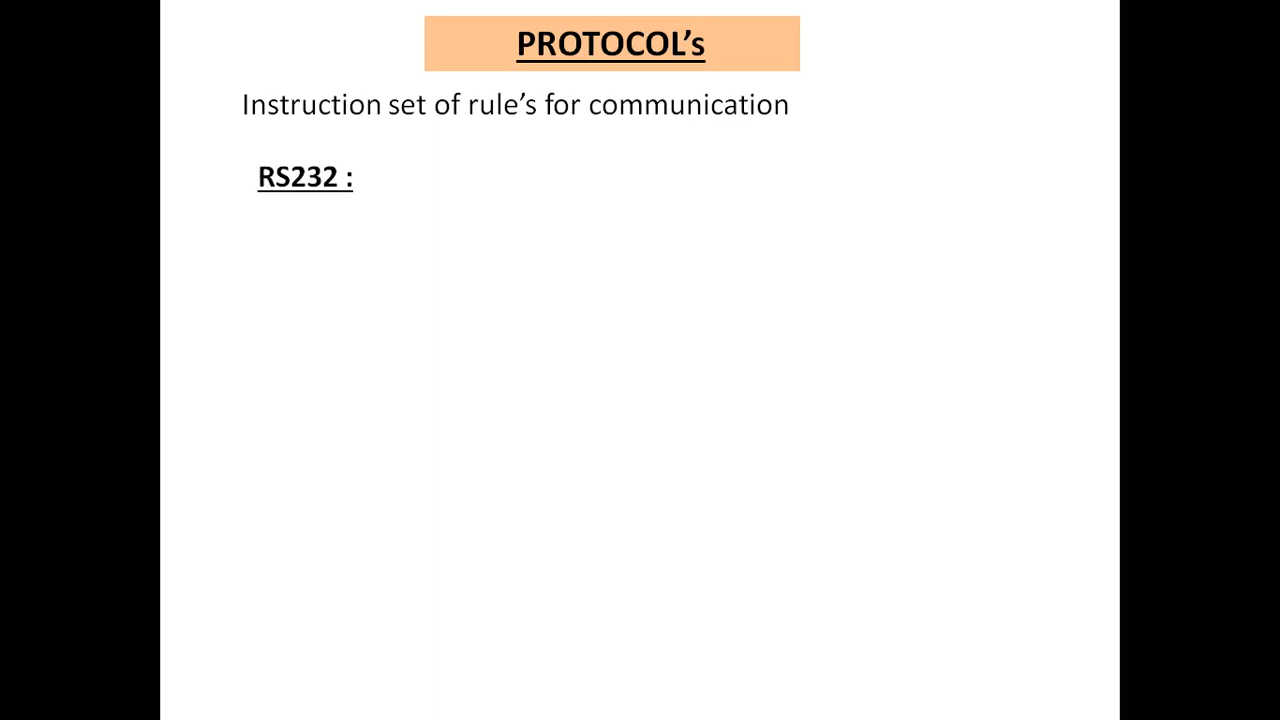 PROTOCOL’s
Instruction set of rule’s for communication
RS232 :